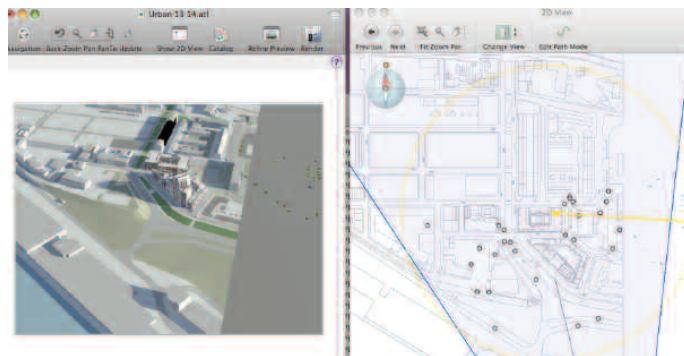 Urban 13-14.atl
Navigation Back Zoom Pan PanTo Update Show 2D View Catalog Refine Preview Render
?
2D View
Previous Next Fit Zoom Pan Change View Edit Path Mode